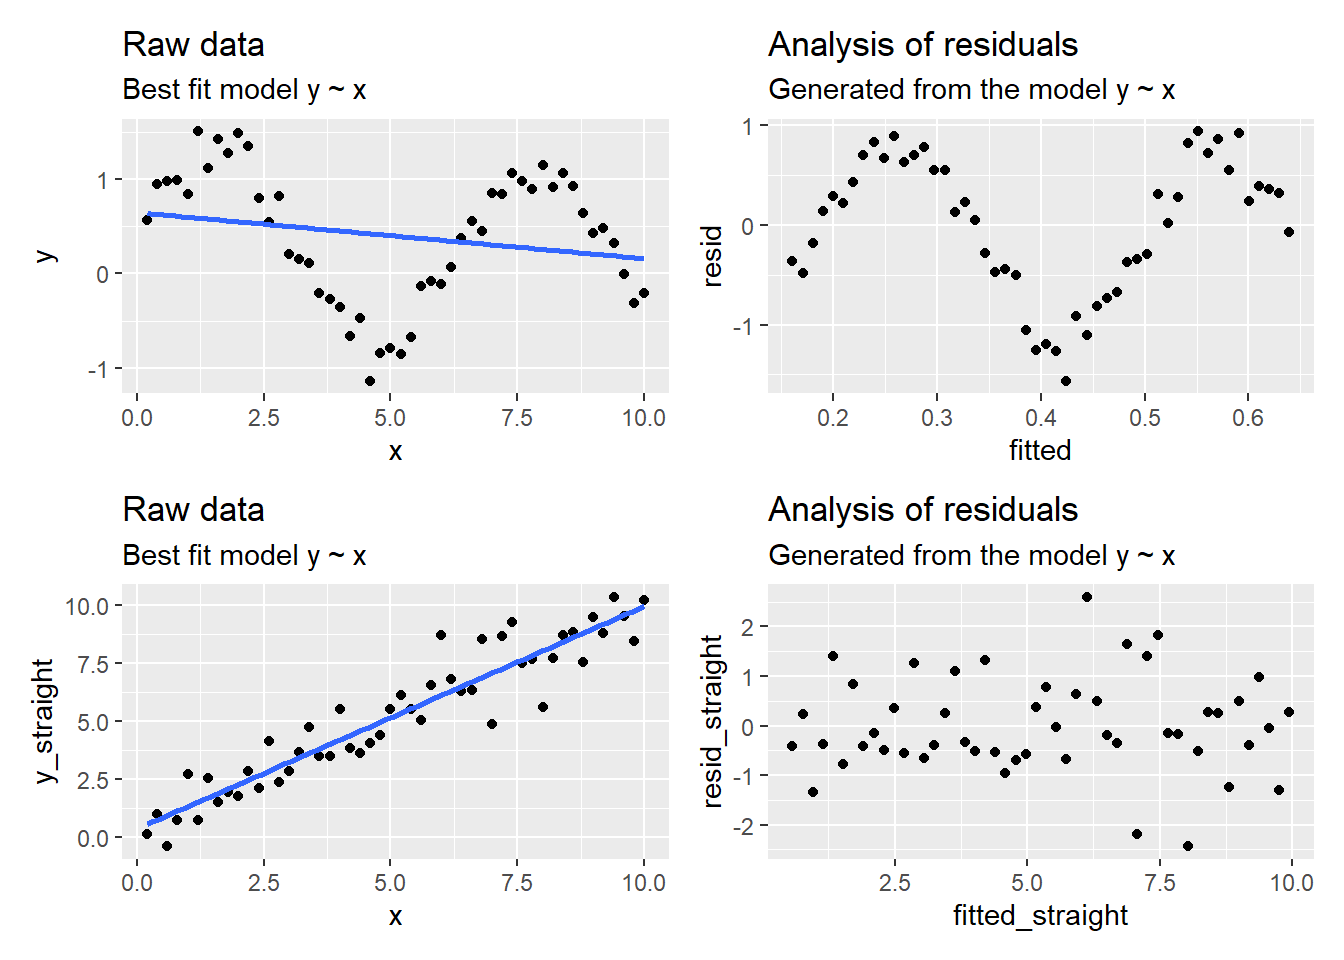 Raw data
Best fit model y ~ x
1
0
-1
y
0.0 2.5 5.0 7.5 10.0
x
Analysis of residuals
Generated from the model y ~ x
1
0
-1
resid
0.2 0.3 0.4 0.5 0.6
fitted
Raw data
Best fit model y ~ x
10.0
7.5
5.0
2.5
0.0
y_straight
0.0 2.5 5.0 7.5 10.0
x
Analysis of residuals
Generated from the model y ~ x
2
1
0
-1
-2
resid_straight
2.5 5.0 7.5 10.0
fitted_straight